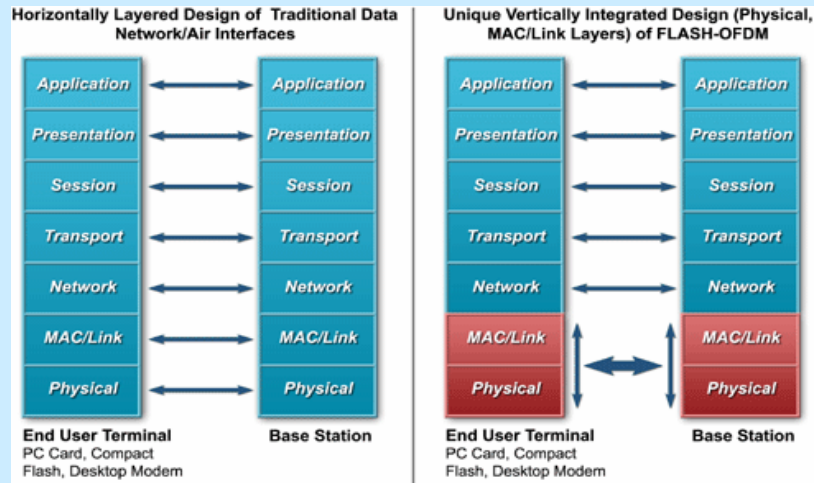 Horizontally Layered Design of Traditional Data
Network/Air Interfaces
Application
Application
Presentation
Presentation
Session
Session
Transport
Transport
Network
Network
MAC/Link
MAC/Link
Physical
Physical
End User Terminal
PC Card, Compact
Flash, Desktop Modem
Base Station
Unique Vertically Integrated Design (Physical,
MAC/Link Layers) of FLASH-OFDM
Application
Application
Presentation
Presentation
Session
Session
Transport
Transport
Network
Network
MAC/Link
MAC/Link
Physical
Physical
End User Terminal
PC Card, Compact
Flash, Desktop Modem
Base Station